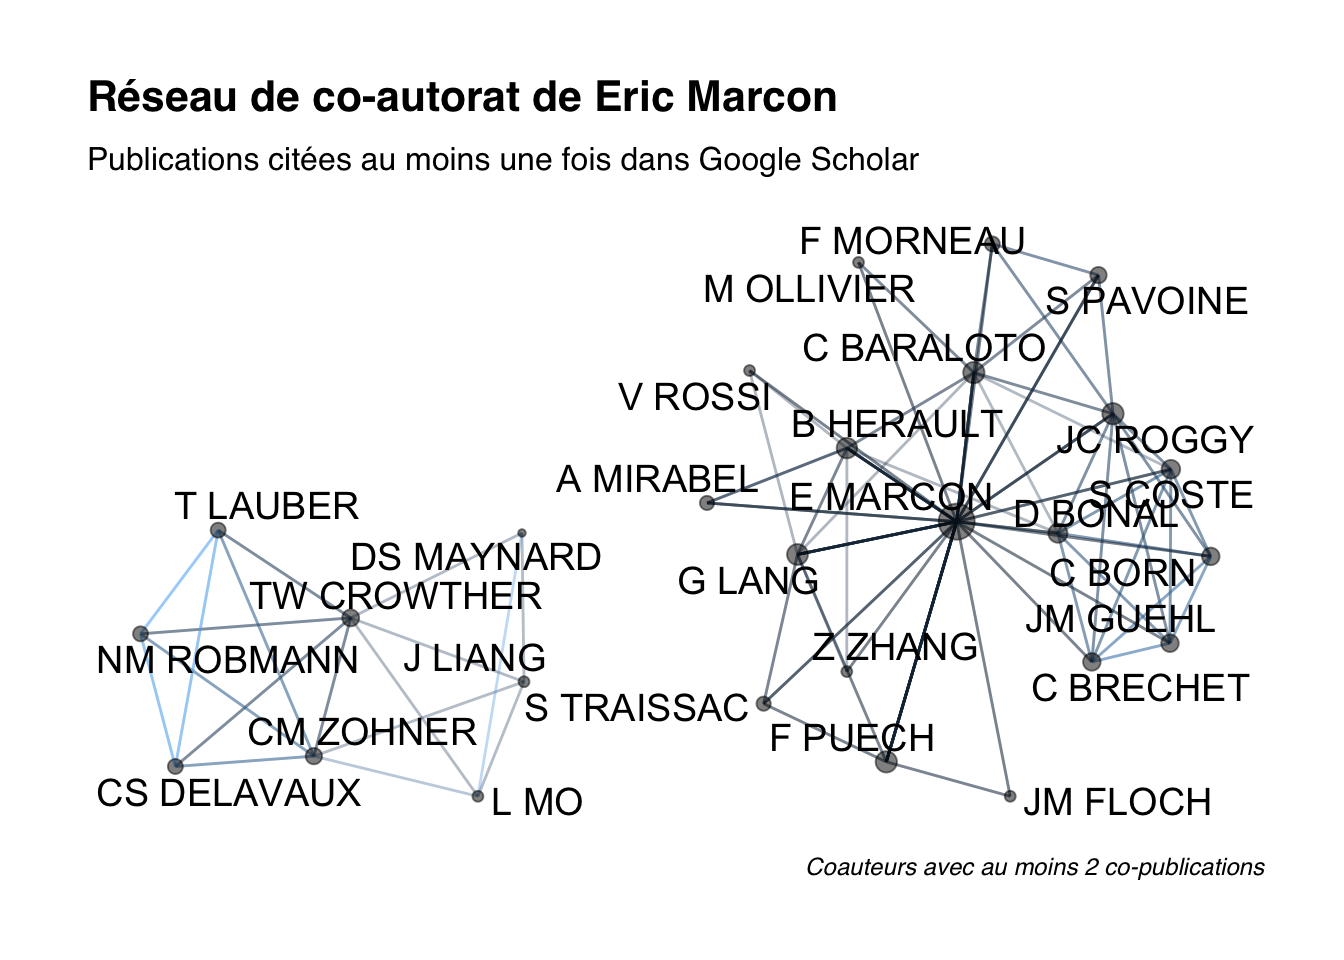 Réseau de co-autorat de Eric Marcon
Publications citées au moins une fois dans Google Scholar
F MORNEAU
M OLLIVIER
S PAVOINE
C BARALOTO
V ROSSI
B HERAULT
JC ROGGY
A MIRABEL
E MARCON
S COSTE
D BONAL
T LAUBER
DS MAYNARD
G LANG
C BORN
TW CROWTHER
JM GUEHL
NM ROBMANN
J LIANG
Z ZHANG
C BRECHET
S TRAISSAC
CM ZOHNER
F PUECH
CS DELAVAUX
L MO
JM FLOCH
Coauteurs avec au moins 2 co-publications